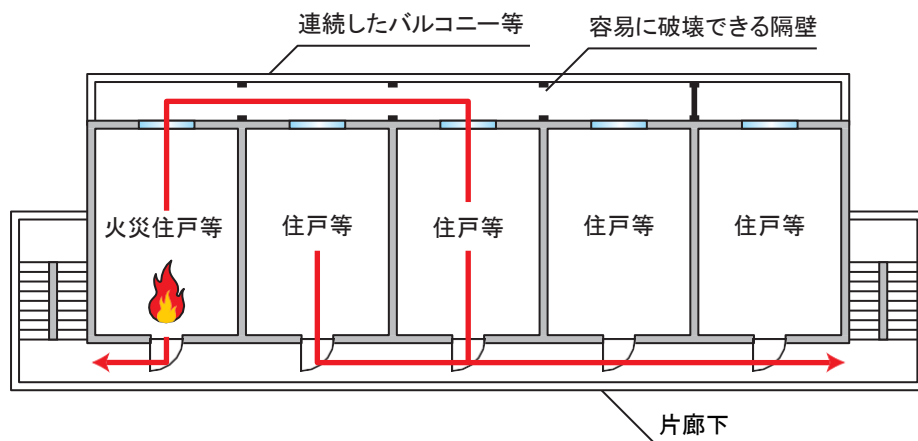 連続したバルコニー等
容易に破壊できる隔壁
火災住戸等
住戸等
住戸等
住戸等
住戸等
片廊下